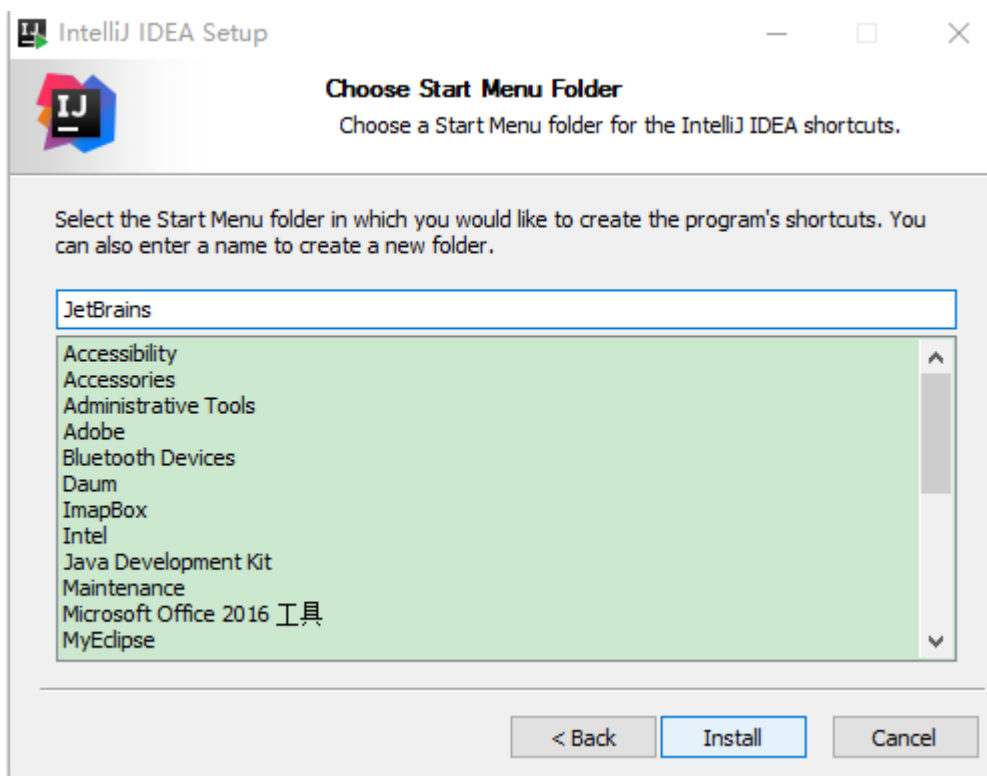 IntelliJ IDEA Setup
IJ
Choose Start Menu Folder
Choose a Start Menu folder for the IntelliJ IDEA shortcuts.
Select the Start Menu folder in which you would like to create the program's shortcuts. You
can also enter a name to create a new folder.
JetBrains
Accessibility
Accessories
Administrative Tools
Adobe
Bluetooth Devices
Daum
ImapBox
Intel
Java Development Kit
Maintenance
Microsoft Office 2016 工具
MyEclipse
< Back
Install
Cancel